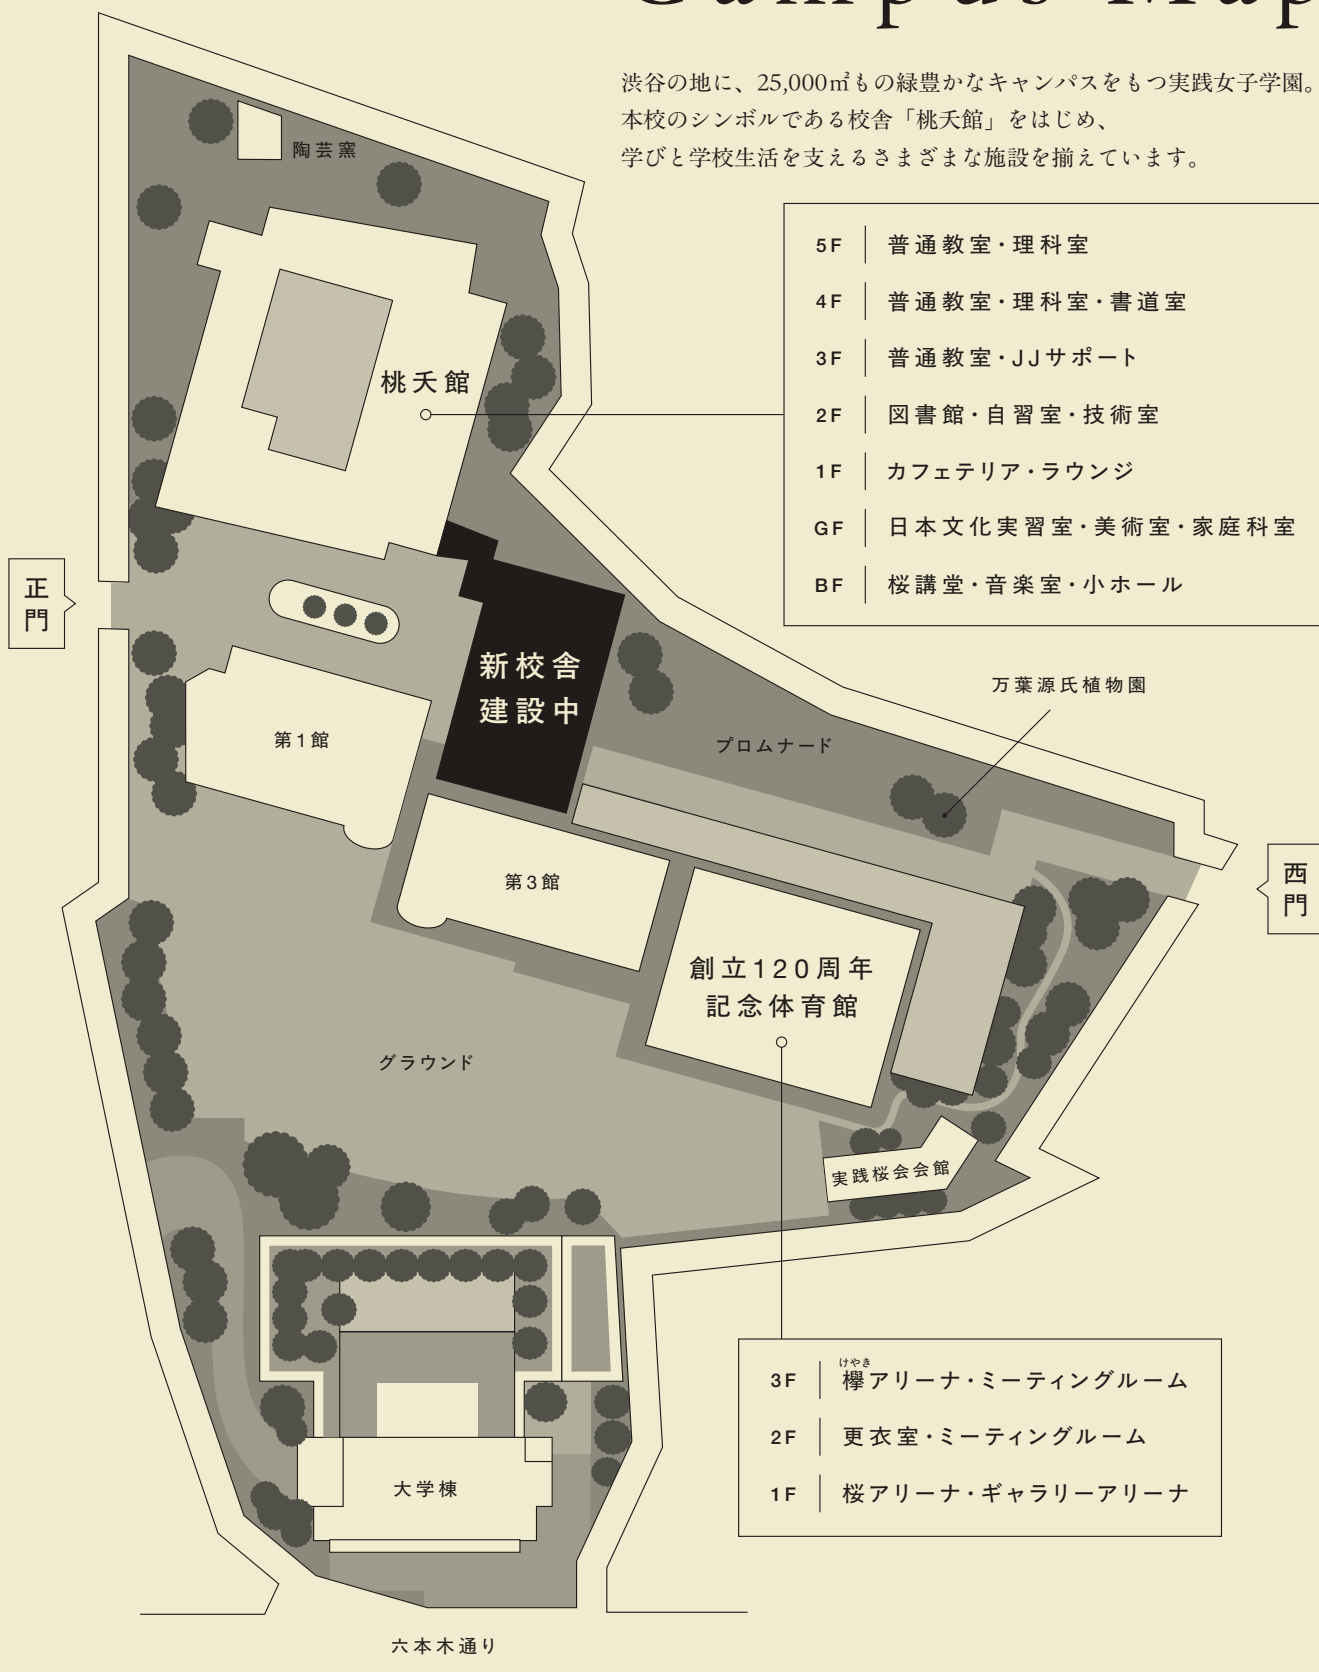 Campus Map
渋谷の地に、25,000㎡もの緑豊かなキャンパスをもつ実践女子学園。
本校のシンボルである校舎「桃夭館」をはじめ、
学びと学校生活を支えるさまざまな施設を揃えています。
陶芸窯
5F 普通教室・理科室
4F 普通教室・理科室・書道室
3F 普通教室・JJサポート
2F 図書館・自習室・技術室
1F カフェテリア・ラウンジ
GF 日本文化実習室・美術室・家庭科室
BF 桜講堂・音楽室・小ホール
桃夭館
正門
新校舎
建設中
万葉源氏植物園
第1館
プロムナード
西門
第3館
創立120周年
記念体育館
グラウンド
実践桜会会館
けやき
3F 欅アリーナ・ミーティングルーム
2F 更衣室・ミーティングルーム
1F 桜アリーナ・ギャラリーアリーナ
大学棟
六本木通り